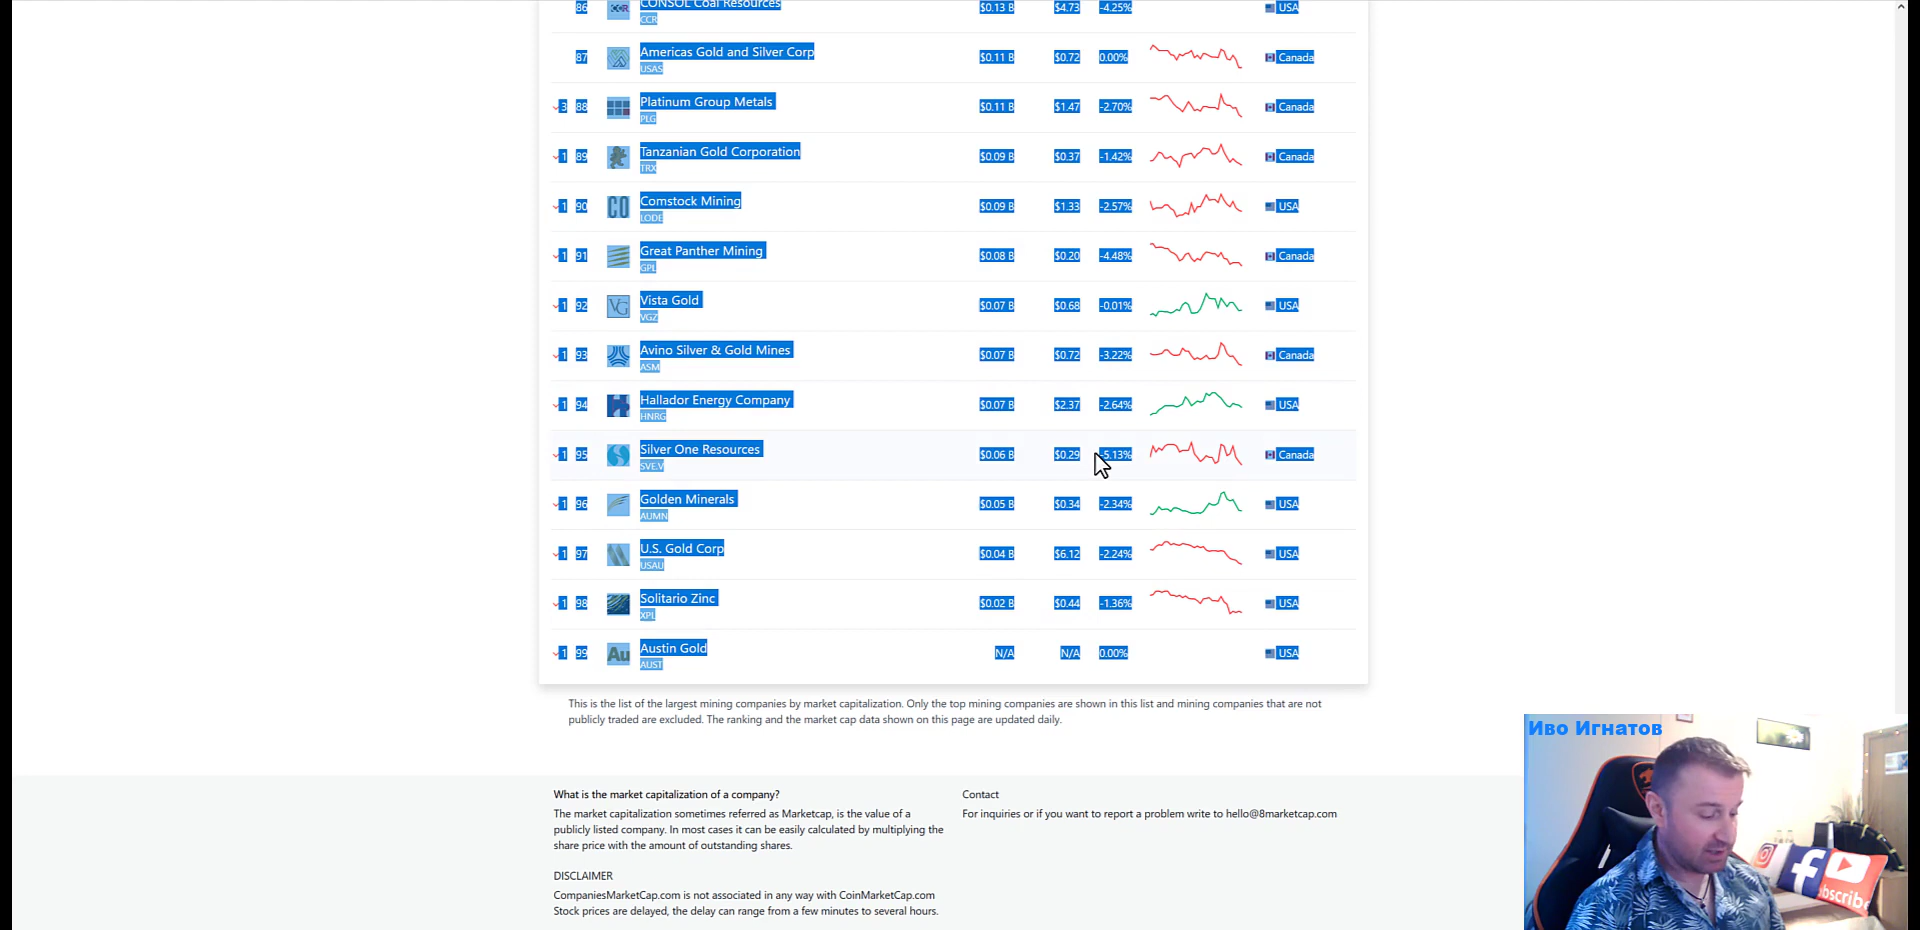 86 CONSOL Coal Resources $0.13 B $4.73 -4.25% USA
CCR
87 Americas Gold and Silver Corp $0.11 B $0.72 0.00% Canada
USAS
3 88 Platinum Group Metals $0.11 B $1.47 -2.70% Canada
PLG
1 89 Tanzanian Gold Corporation $0.09 B $0.37 -1.42% Canada
TRX
1 90 Comstock Mining $0.09 B $1.33 -2.57% USA
LODE
1 91 Great Panther Mining $0.08 B $0.20 -4.48% Canada
GPL
1 92 Vista Gold $0.07 B $0.68 -0.01% USA
VGZ
1 93 Avino Silver & Gold Mines $0.07 B $0.72 -3.22% Canada
ASM
1 94 Hallador Energy Company $0.07 B $2.37 -2.64% USA
HNRG
1 95 Silver One Resources $0.06 B $0.29 -5.13% Canada
SVE.V
1 96 Golden Minerals $0.05 B $0.34 -2.34% USA
AUMN
1 97 U.S. Gold Corp $0.04 B $6.12 -2.24% USA
USAU
1 98 Solitario Zinc $0.02 B $0.44 -1.36% USA
XPL
1 99 Austin Gold N/A N/A 0.00% USA
AUST
This is the list of the largest mining companies by market capitalization. Only the top mining companies are shown in this list and mining companies that are not
publicly traded are excluded. The ranking and the market cap data shown on this page are updated daily.
What is the market capitalization of a company?
The market capitalization sometimes referred as Marketcap, is the value of a
publicly listed company. In most cases it can be easily calculated by multiplying the
share price with the amount of outstanding shares.
DISCLAIMER
CompaniesMarketCap.com is not associated in any way with CoinMarketCap.com
Stock prices are delayed, the delay can range from a few minutes to several hours.
Contact
For inquiries or if you want to report a problem write to hello@8marketcap.com
Иво Игнатов